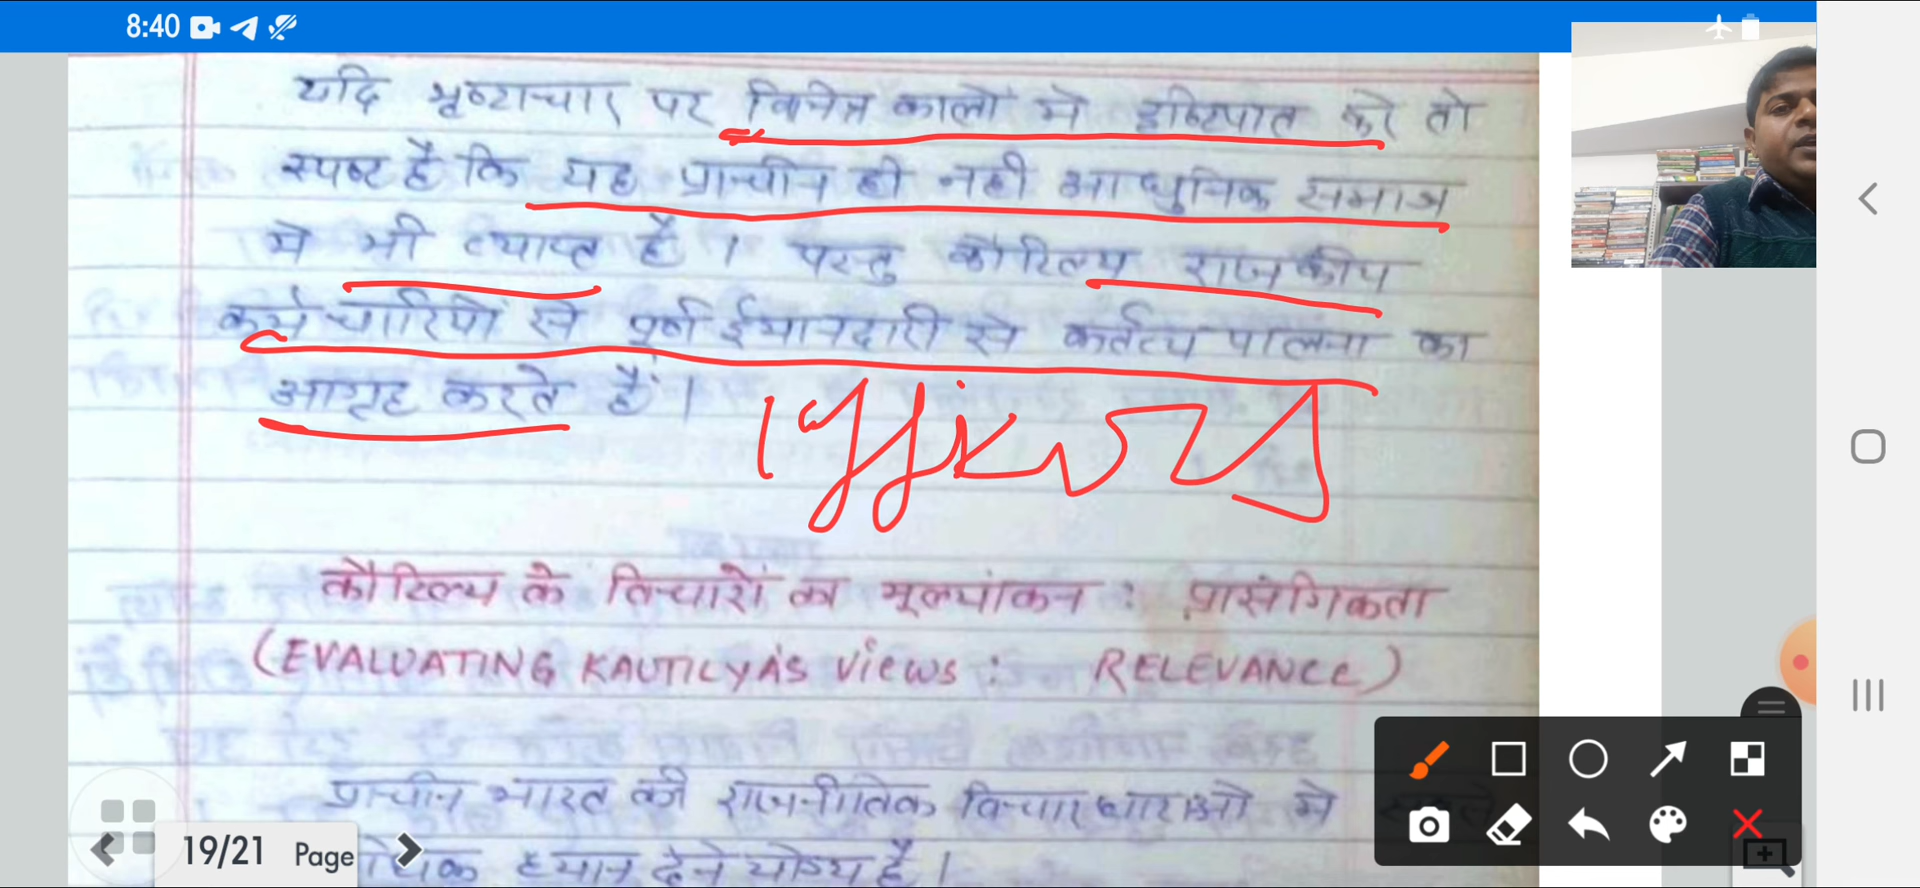 8:40
यदि भृष्टाचार पर विभिन्न कालों मे दृष्टिपात करे तो
स्पष्ट है कि यह प्राचीन ही नही आधुनिक समाज
मे भी व्याप्त है । परन्तु कौटिल्य राजकीय
कर्मचारियों से पूर्ण ईमानदारी से कर्तव्य पालना का
आग्रह करते हैं ।
कौटिल्य के विचारों का मूल्यांकन : प्रासंगिकता
(EVALUATING KAUTILYA'S VIEWS : RELEVANCE)
प्राचीन भारत की राजनीतिक विचारधाराओ मे
ध्यान देने योग्य है ।
19/21 Page